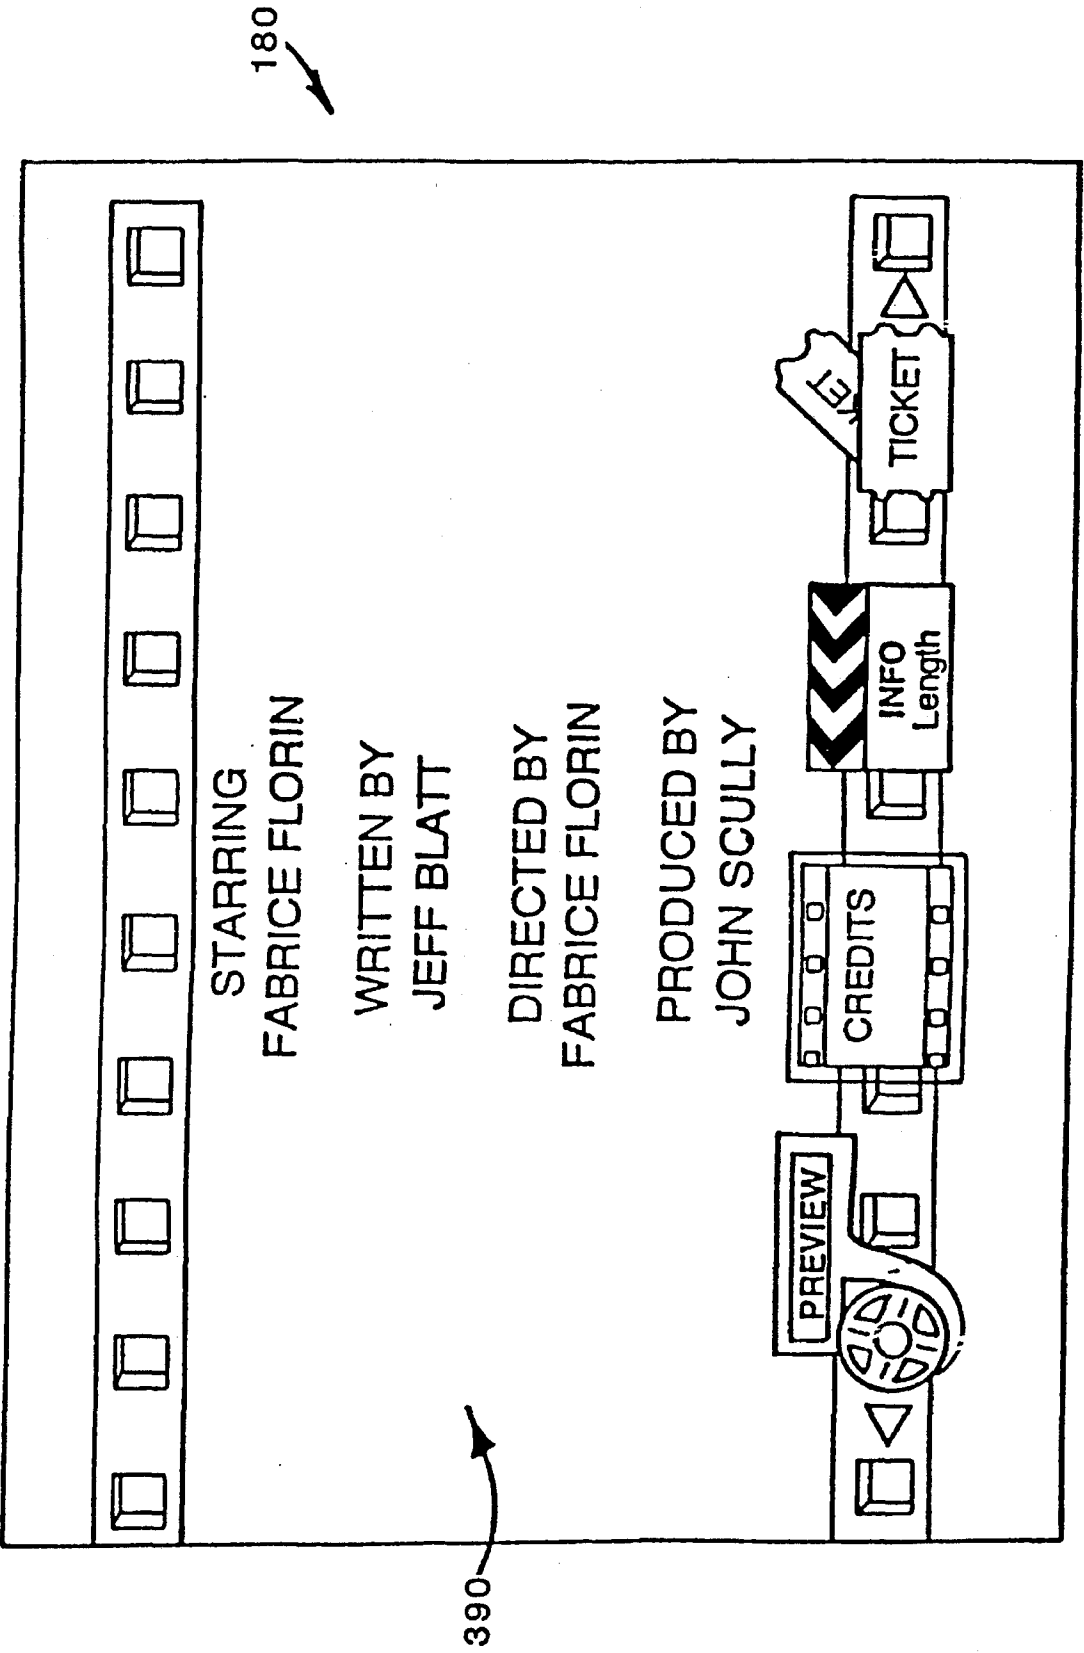 180
STARRING
FABRICE FLORIN
WRITTEN BY
JEFF BLATT
DIRECTED BY
FABRICE FLORIN
PRODUCED BY
JOHN SCULLY
PREVIEW
CREDITS
INFO
Length
KET
TICKET
390